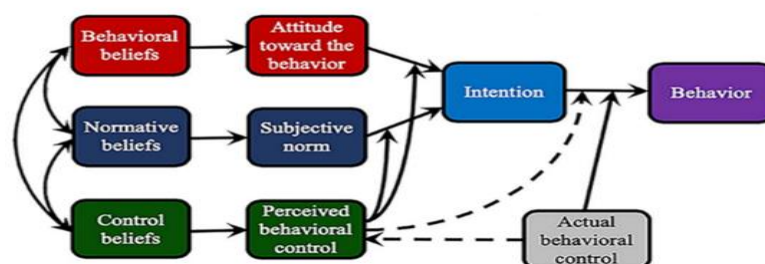 Behavioral
beliefs
Attitude
toward the
behavior
Intention
Behavior
Normative
beliefs
Subjective
norm
Control
beliefs
Perceived
behavioral
control
Actual
behavioral
control